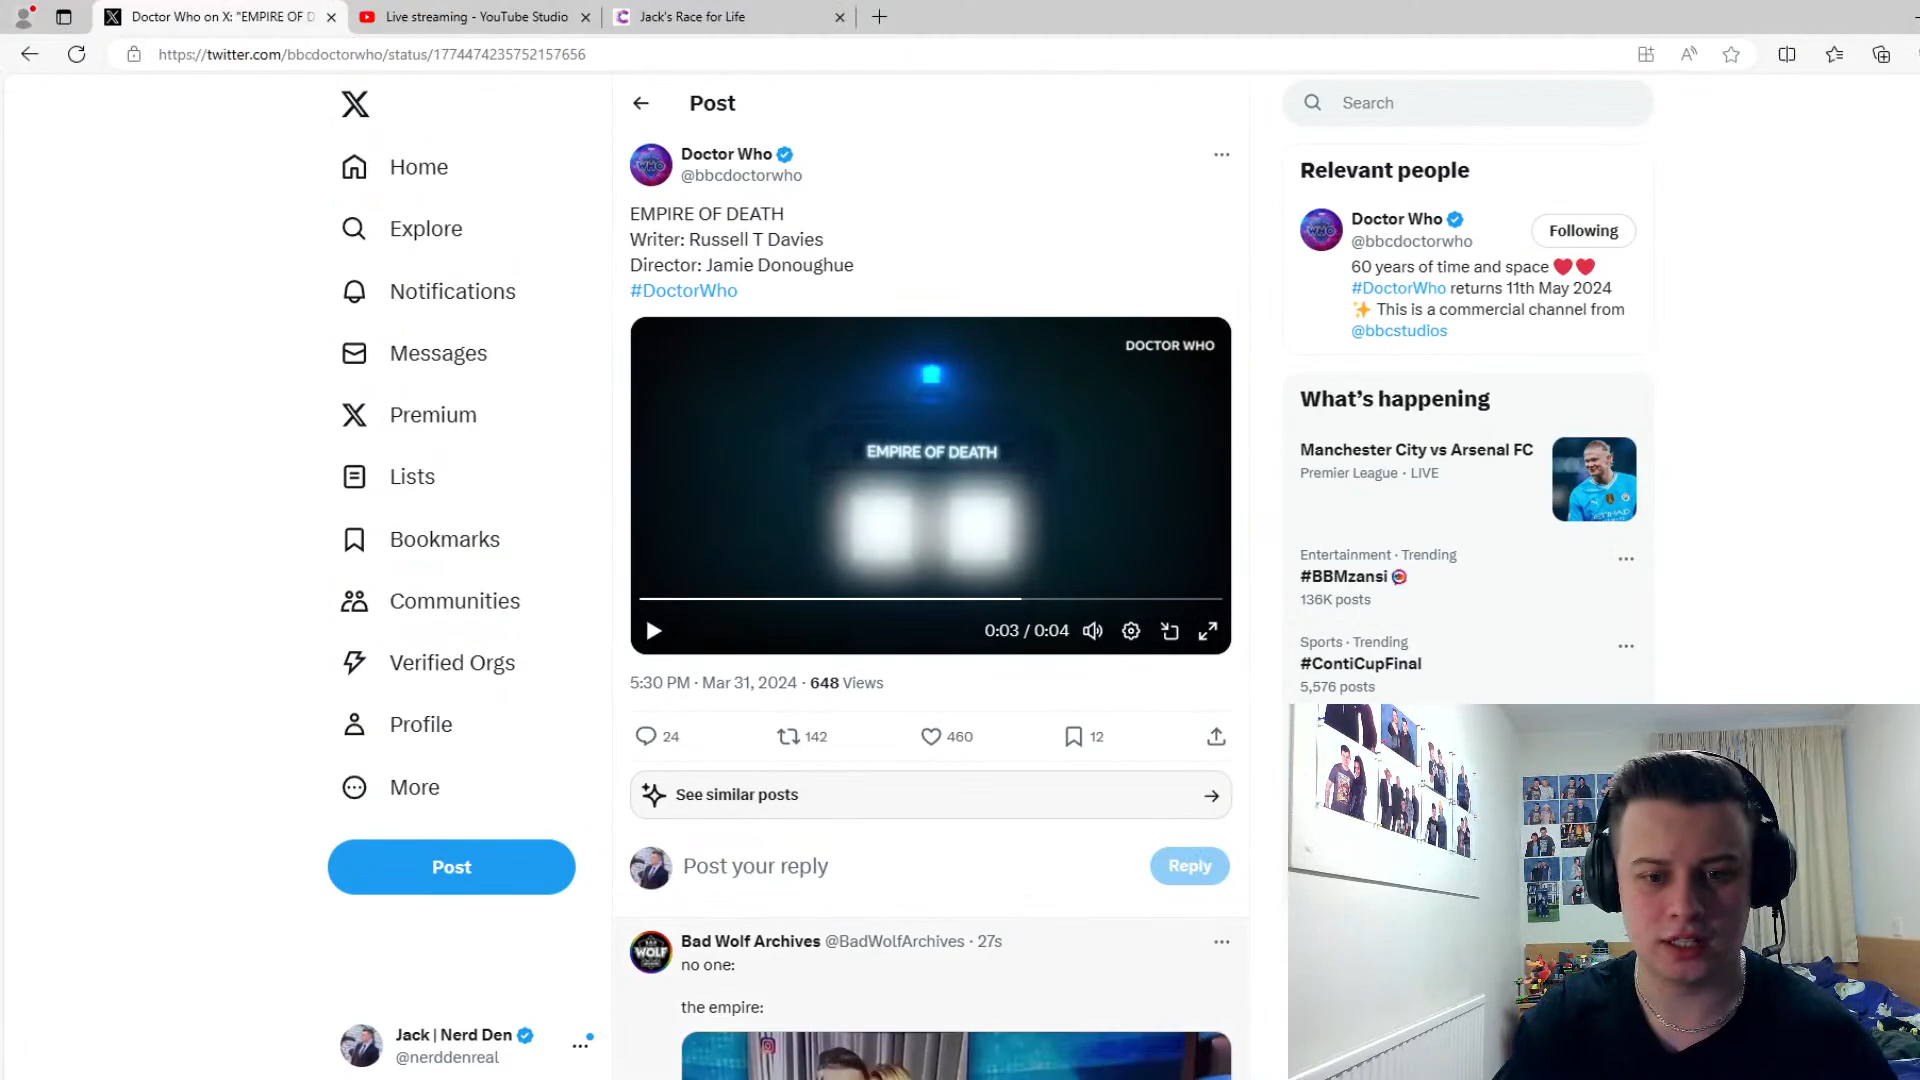 Doctor Who on X: "EMPIRE OF D
Live streaming - YouTube Studio
Jack's Race for Life
https://twitter.com/bbcdoctorwho/status/1774474235752157656
Home
Explore
Notifications
Messages
Premium
Lists
Bookmarks
Communities
Verified Orgs
Profile
More
Post
Jack | Nerd Den
@nerddenreal
Post
Doctor Who
@bbcdoctorwho
EMPIRE OF DEATH
Writer: Russell T Davies
Director: Jamie Donoughue
#DoctorWho
DOCTOR WHO
EMPIRE OF DEATH
0:03 / 0:04
5:30 PM · Mar 31, 2024 · 648 Views
24 142 460 12
See similar posts
Post your reply
Reply
Bad Wolf Archives @BadWolfArchives · 27s
no one:
the empire:
Search
Relevant people
Doctor Who
@bbcdoctorwho
Following
60 years of time and space ❤️❤️
#DoctorWho returns 11th May 2024
✨ This is a commercial channel from
@bbcstudios
What's happening
Manchester City vs Arsenal FC
Premier League · LIVE
Entertainment · Trending
#BBMzansi
136K posts
Sports · Trending
#ContiCupFinal
5,576 posts